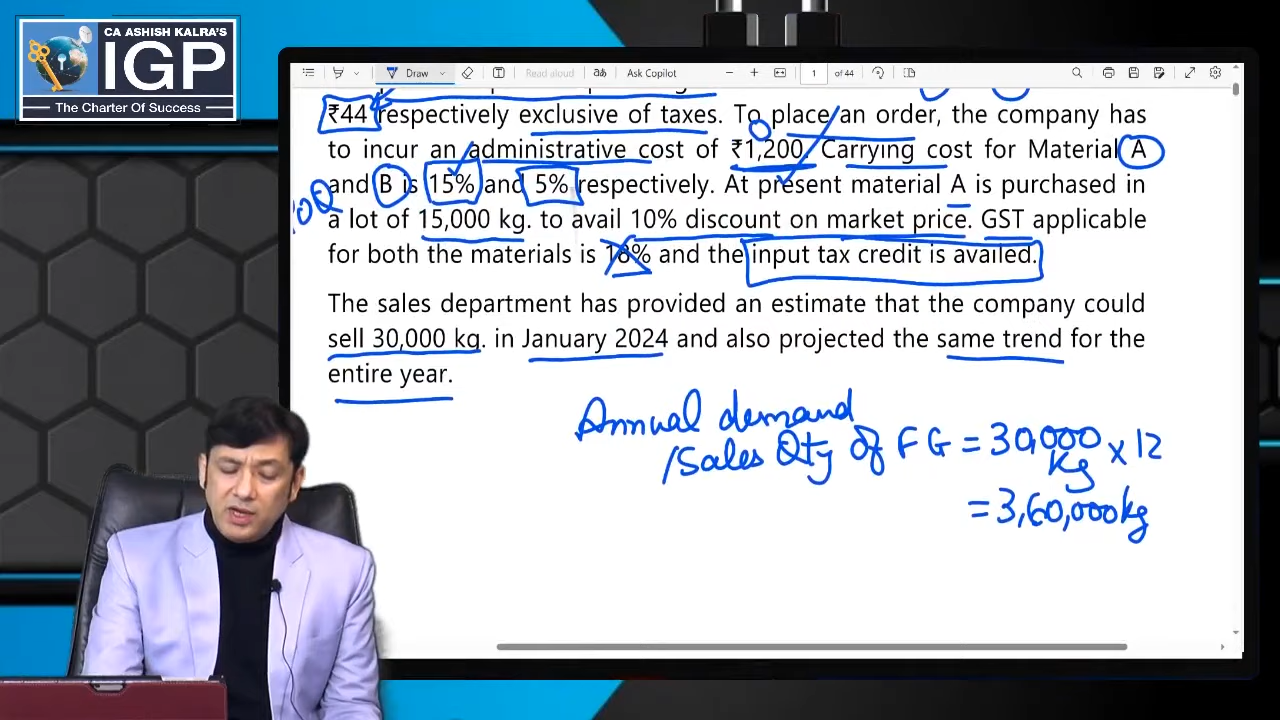 CA ASHISH KALRA'S
IGP
The Charter Of Success
Draw
Read aloud
Ask Copilot
1 of 44
₹44 respectively exclusive of taxes. To place an order, the company has
to incur an administrative cost of ₹1,200. Carrying cost for Material A
and B is 15% and 5% respectively. At present material A is purchased in
a lot of 15,000 kg. to avail 10% discount on market price. GST applicable
for both the materials is 18% and the input tax credit is availed.
The sales department has provided an estimate that the company could
sell 30,000 kg. in January 2024 and also projected the same trend for the
entire year.
Annual demand
/Sales Qty of FG = 30,000 Kg × 12
= 3,60,000kg